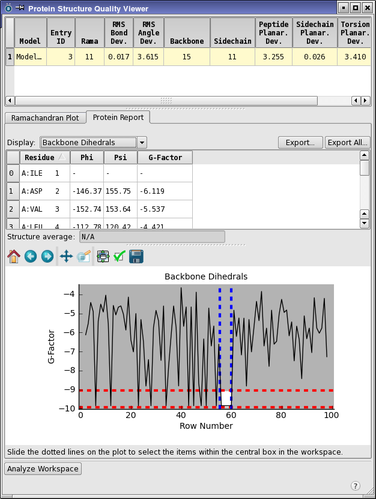 Protein Structure Quality Viewer
Model Entry ID Rama RMS Bond Dev. RMS Angle Dev. Backbone Sidechain Peptide Planar. Dev. Sidechain Planar. Dev. Torsion Planar. Dev.
1 Model... 3 11 0.017 3.615 15 11 3.255 0.026 3.410
Ramachandran Plot Protein Report
Display: Backbone Dihedrals Export... Export All...
Residue Phi Psi G-Factor
0 A:ILE 1 - - -
1 A:ASP 2 -146.37 155.75 -6.119
2 A:VAL 3 -152.74 153.64 -5.537
3 A:LEU 4 -112.78 120.42 -4.421
Structure average: N/A
Backbone Dihedrals
G-Factor
−4
−5
−6
−7
−8
−9
−10
0 20 40 60 80 100
Row Number
Slide the dotted lines on the plot to select the items within the central box in the workspace.
Analyze Workspace
?